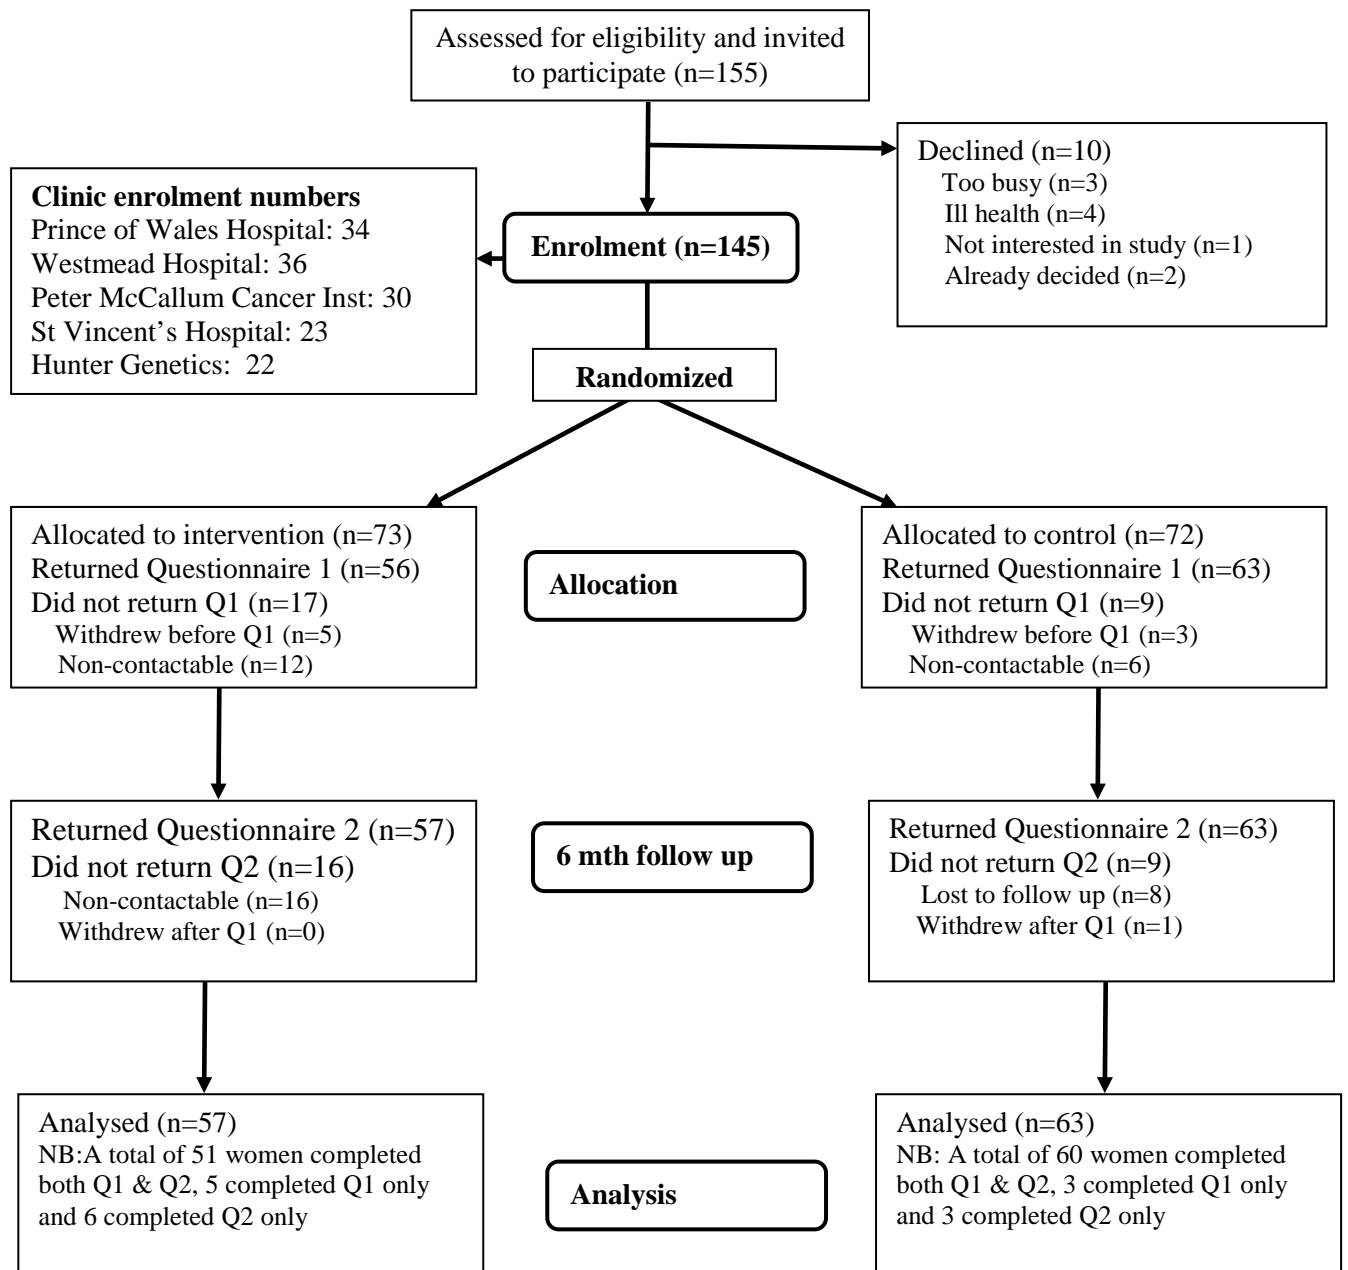 Assessed for eligibility and invited
to participate (n=155)
Declined (n=10)
Too busy (n=3)
Ill health (n=4)
Not interested in study (n=1)
Already decided (n=2)
Clinic enrolment numbers
Prince of Wales Hospital: 34
Westmead Hospital: 36
Peter McCallum Cancer Inst: 30
St Vincent’s Hospital: 23
Hunter Genetics:  22
Enrolment (n=145)
Randomized
Allocated to intervention (n=73)
Returned Questionnaire 1 (n=56)
Did not return Q1 (n=17)
Withdrew before Q1 (n=5)
Non-contactable (n=12)
Allocation
Allocated to control (n=72)
Returned Questionnaire 1 (n=63)
Did not return Q1 (n=9)
Withdrew before Q1 (n=3)
Non-contactable (n=6)
Returned Questionnaire 2 (n=57)
Did not return Q2 (n=16)
Non-contactable (n=16)
Withdrew after Q1 (n=0)
6 mth follow up
Returned Questionnaire 2 (n=63)
Did not return Q2 (n=9)
Lost to follow up (n=8)
Withdrew after Q1 (n=1)
Analysed (n=57)
NB:A total of 51 women completed
both Q1 & Q2, 5 completed Q1 only
and 6 completed Q2 only
Analysis
Analysed (n=63)
NB: A total of 60 women completed
both Q1 & Q2, 3 completed Q1 only
and 3 completed Q2 only